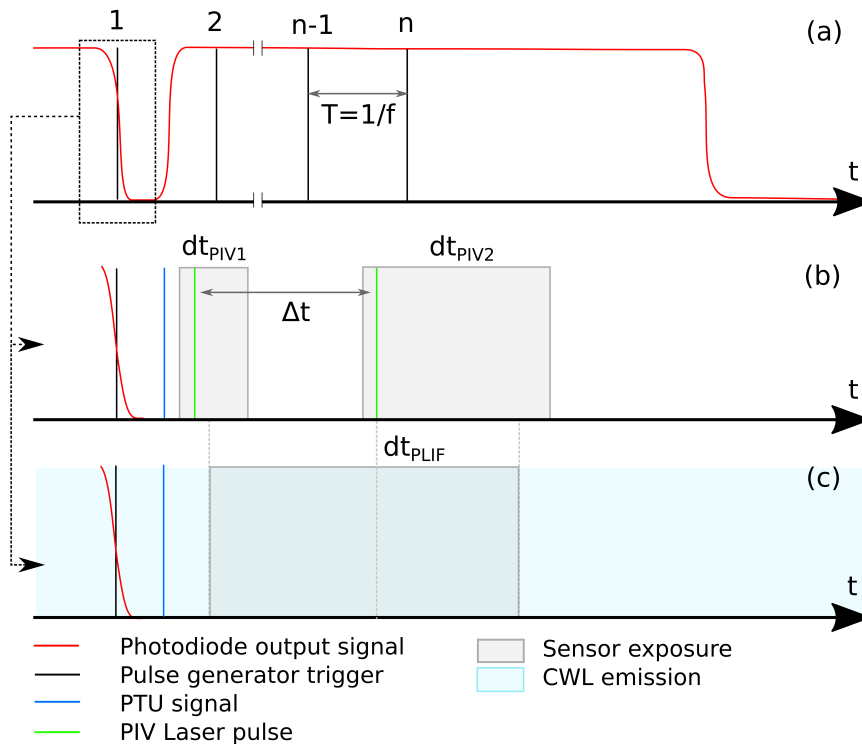 1 2 n-1 n (a)
T=1/f
t
dtPIV1 dtPIV2 (b)
Δt
t
dtPLIF (c)
t
Photodiode output signal
Pulse generator trigger
PTU signal
PIV Laser pulse
Sensor exposure
CWL emission